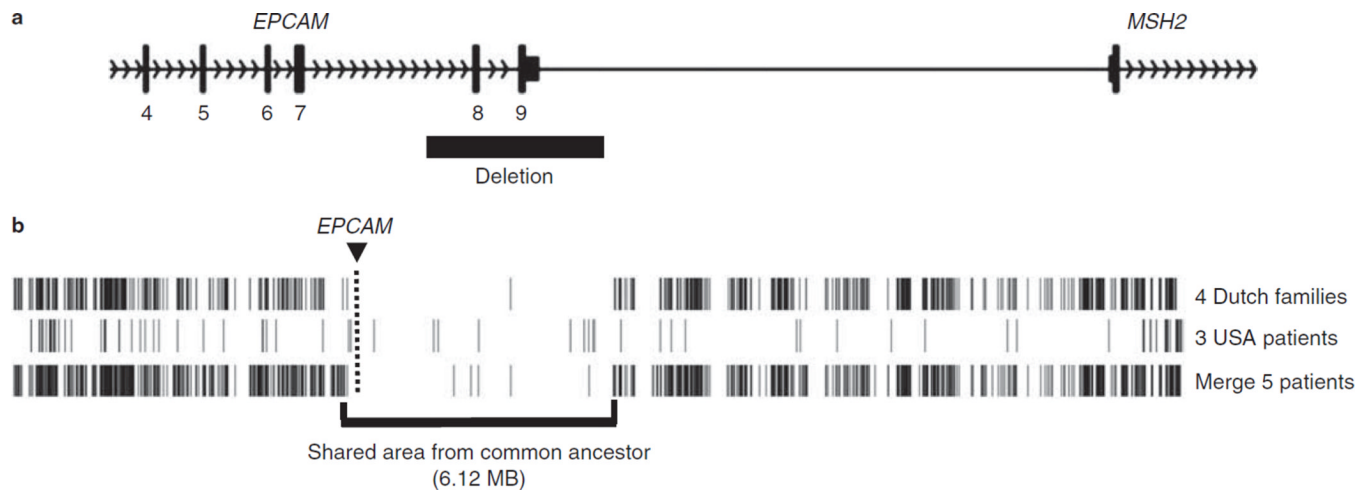 a
EPCAM MSH2
4 5 6 7 8 9
Deletion
b
EPCAM
4 Dutch families
3 USA patients
Merge 5 patients
Shared area from common ancestor
(6.12 MB)